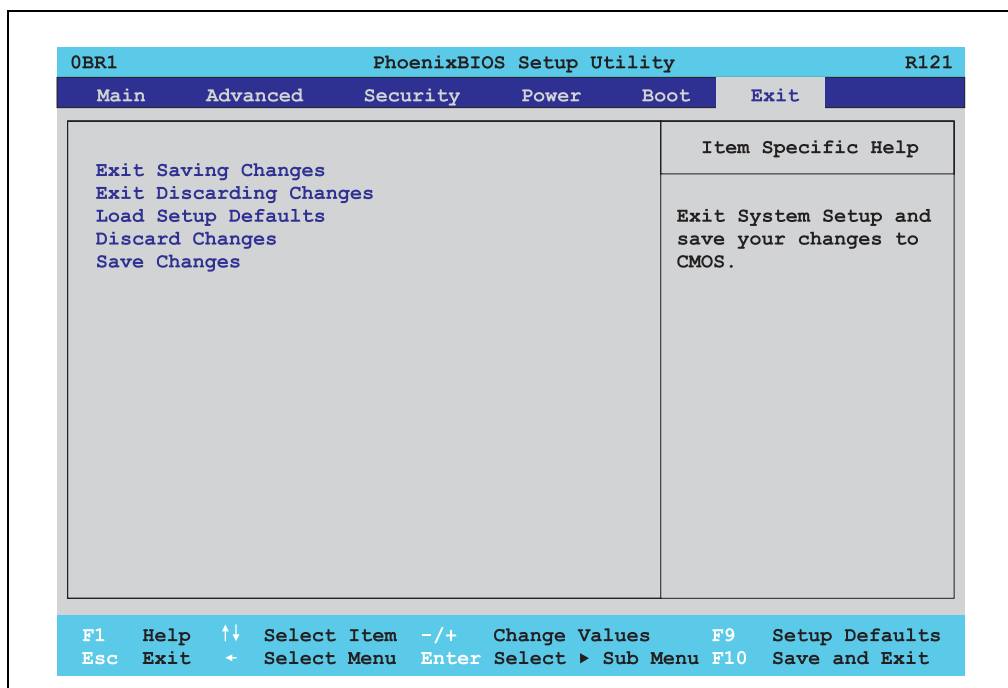 0BR1 PhoenixBIOS Setup Utility R121
Main Advanced Security Power Boot Exit
Item Specific Help
Exit Saving Changes
Exit Discarding Changes
Load Setup Defaults
Discard Changes
Save Changes
Exit System Setup and
save your changes to
CMOS.
F1 Help ↑↓ Select Item -/+ Change Values F9 Setup Defaults
Esc Exit ← Select Menu Enter Select ▶ Sub Menu F10 Save and Exit